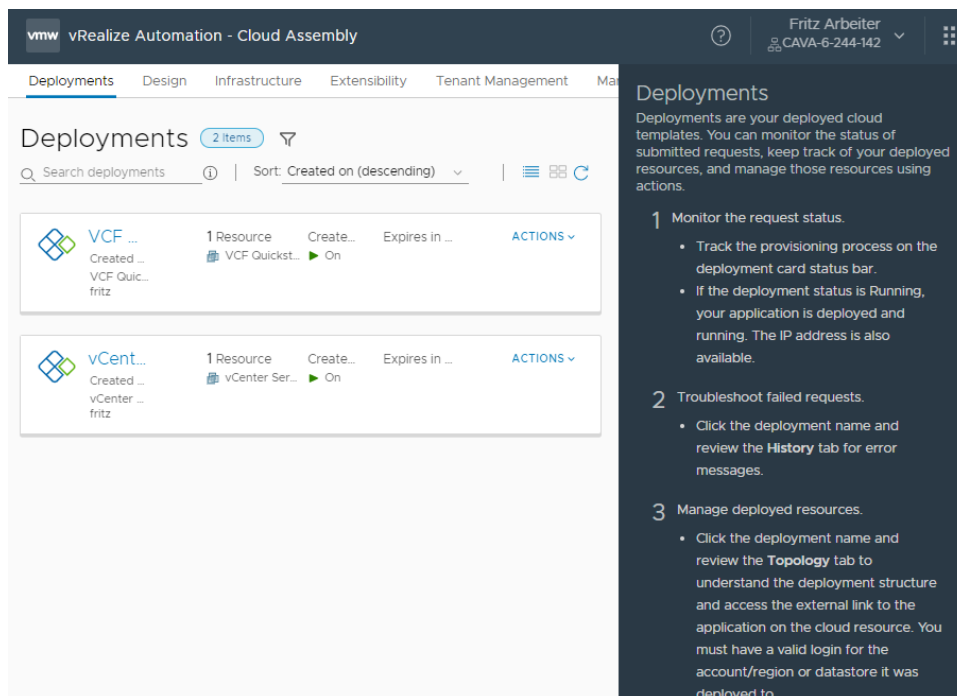 vmw vRealize Automation - Cloud Assembly
Fritz Arbeiter
CAVA-6-244-142
Deployments Design Infrastructure Extensibility Tenant Management Mar
Deployments 2 Items
Search deployments Sort: Created on (descending)
VCF ... 1 Resource Create... Expires in ... ACTIONS
Created ... VCF Quickst... On
VCF Quic...
fritz
vCent... 1 Resource Create... Expires in ... ACTIONS
Created ... vCenter Ser... On
vCenter ...
fritz
Deployments
Deployments are your deployed cloud
templates. You can monitor the status of
submitted requests, keep track of your deployed
resources, and manage those resources using
actions.
1 Monitor the request status.
• Track the provisioning process on the
deployment card status bar.
• If the deployment status is Running,
your application is deployed and
running. The IP address is also
available.
2 Troubleshoot failed requests.
• Click the deployment name and
review the History tab for error
messages.
3 Manage deployed resources.
• Click the deployment name and
review the Topology tab to
understand the deployment structure
and access the external link to the
application on the cloud resource. You
must have a valid login for the
account/region or datastore it was
deployed to.